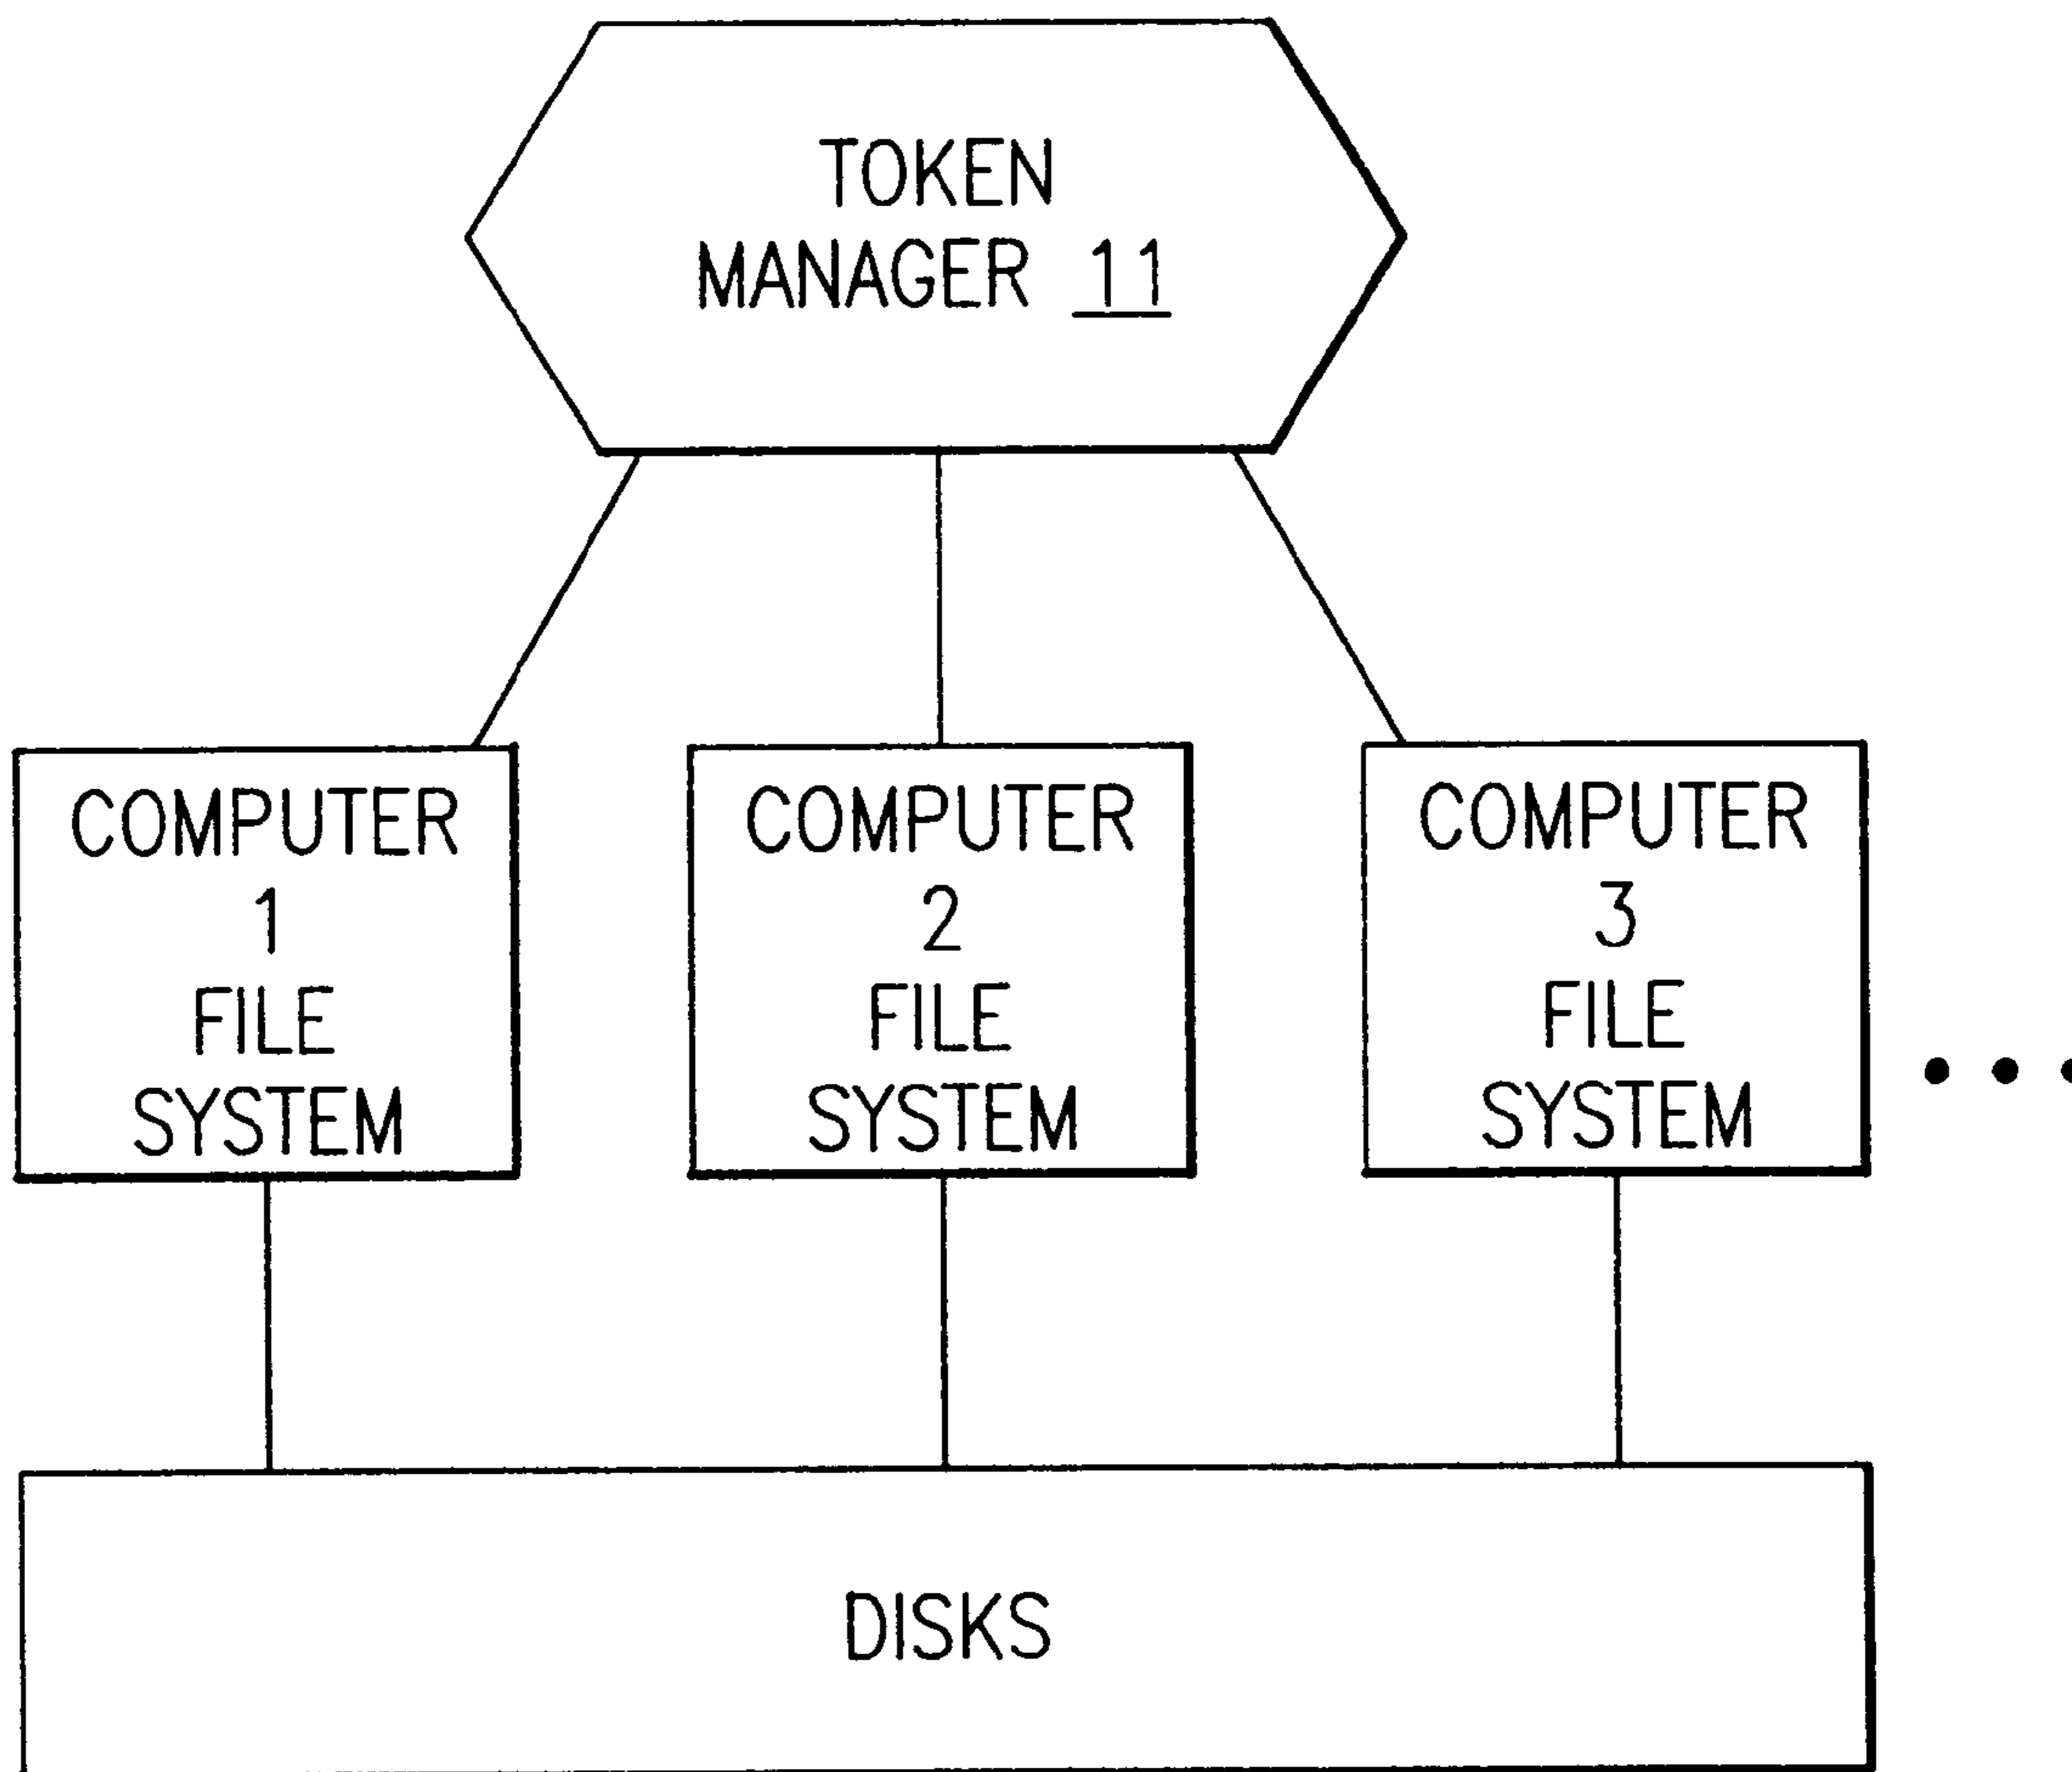 TOKEN
MANAGER 11
COMPUTER
1
FILE
SYSTEM
COMPUTER
2
FILE
SYSTEM
COMPUTER
3
FILE
SYSTEM
• • •
DISKS